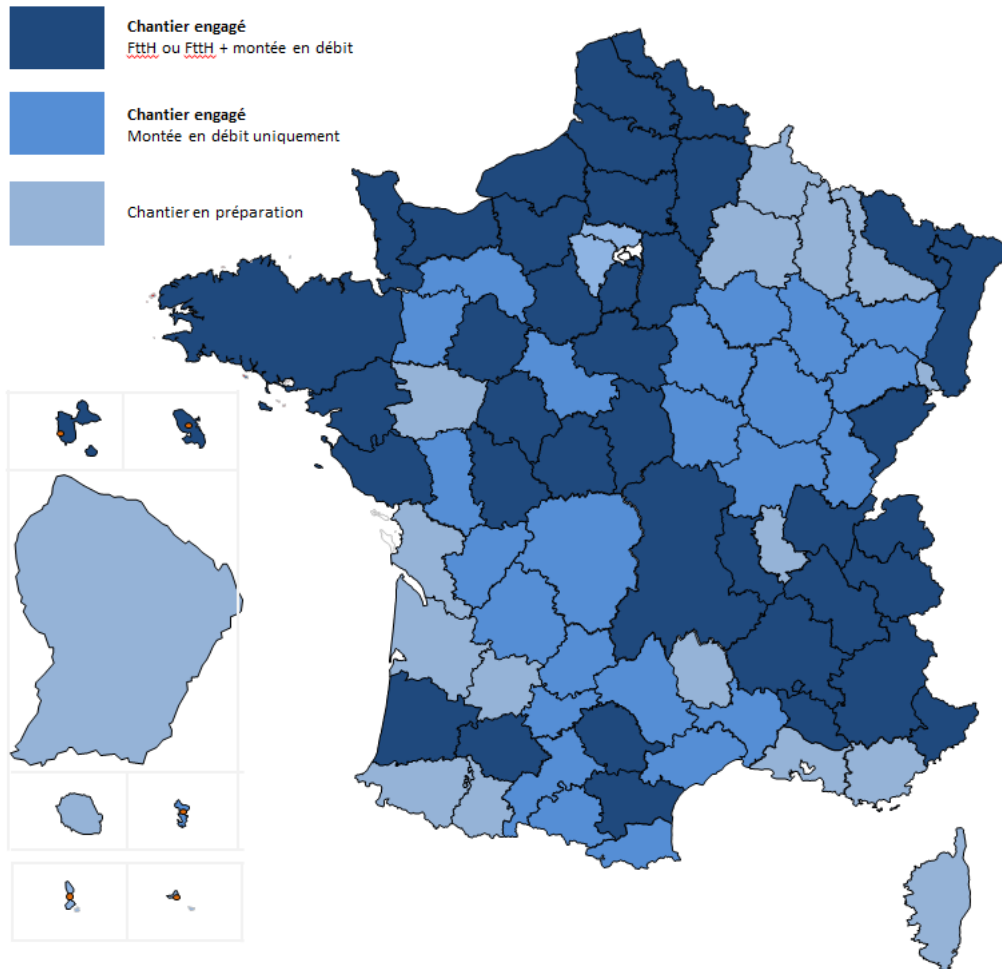 Chantier engagé
FttH ou FttH + montée en débit
Chantier engagé
Montée en débit uniquement
Chantier en préparation